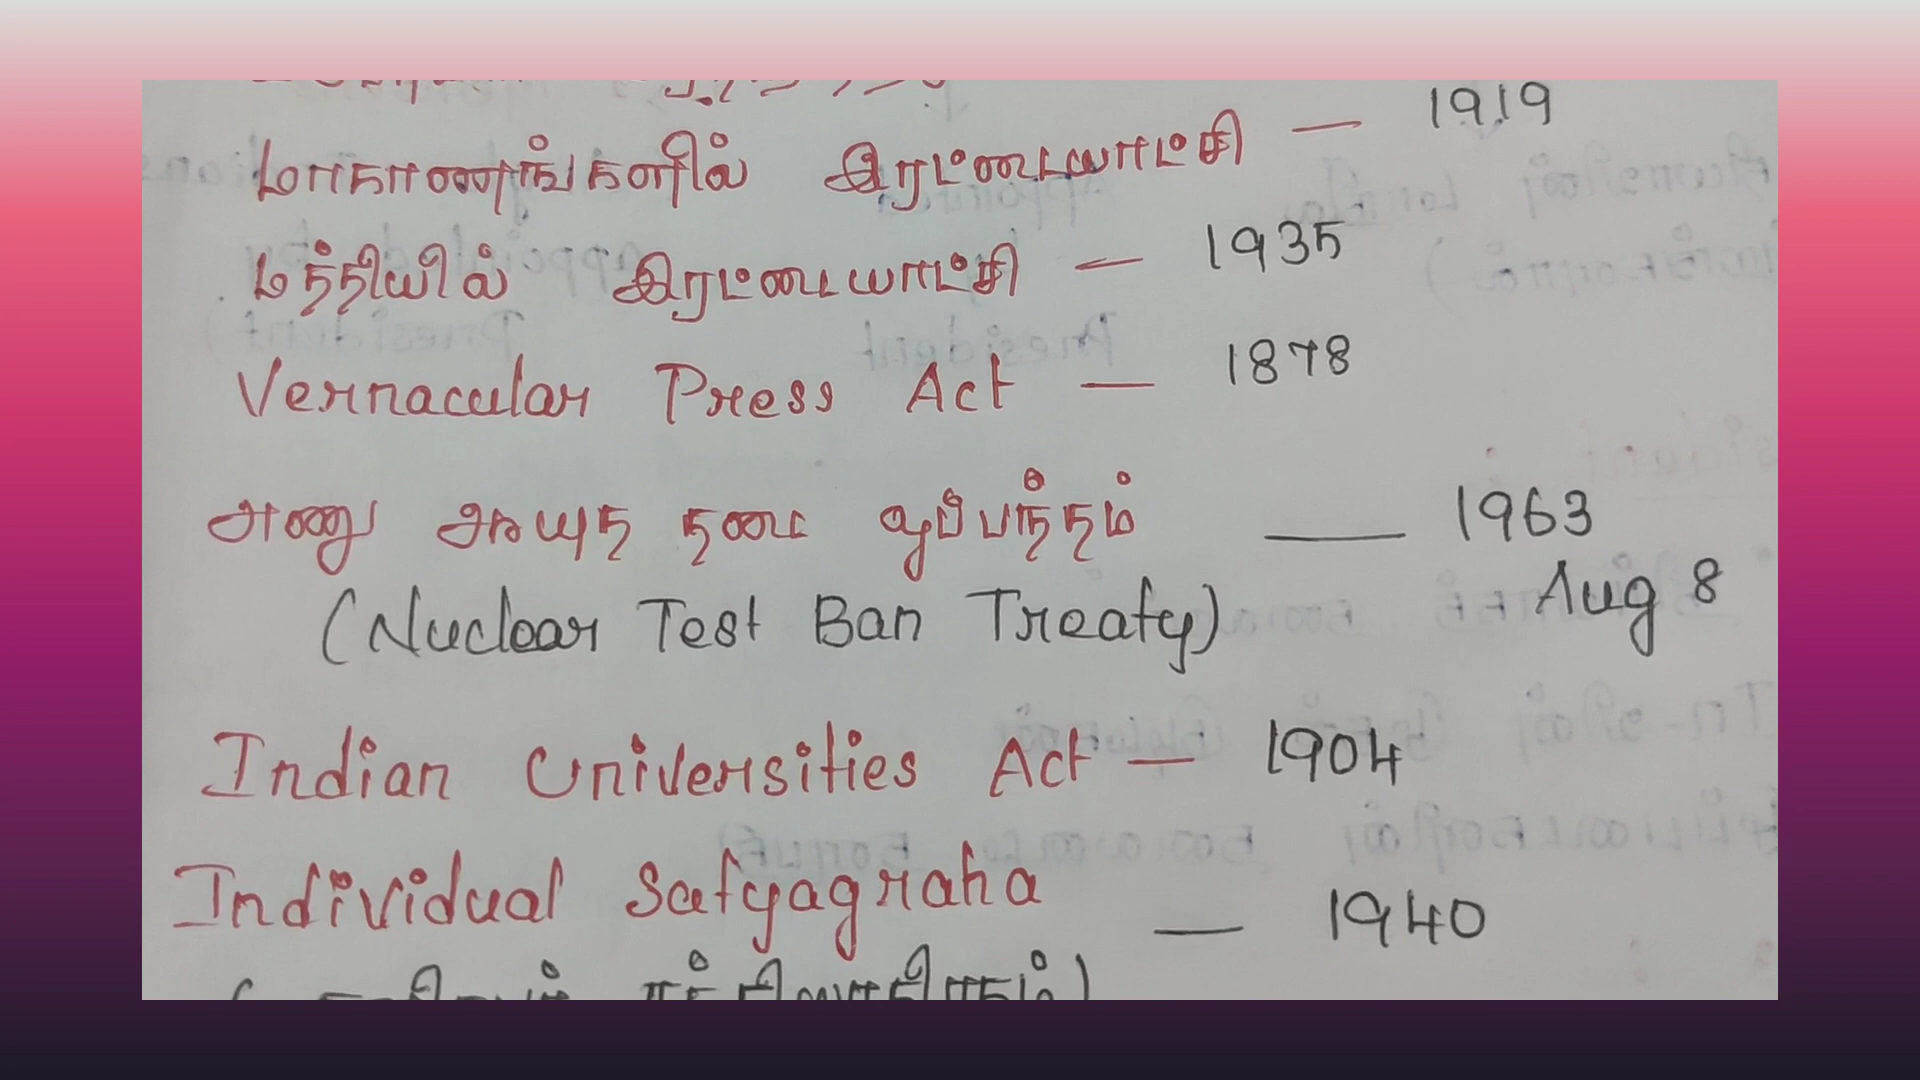 மாகாணங்களில் இரட்டையாட்சி — 1919
மத்தியில் இரட்டையாட்சி — 1935
Vernacular Press Act — 1878
அணு ஆயுத தடை ஒப்பந்தம் — 1963
(Nuclear Test Ban Treaty) Aug 8
Indian Universities Act — 1904
Individual Satyagraha — 1940